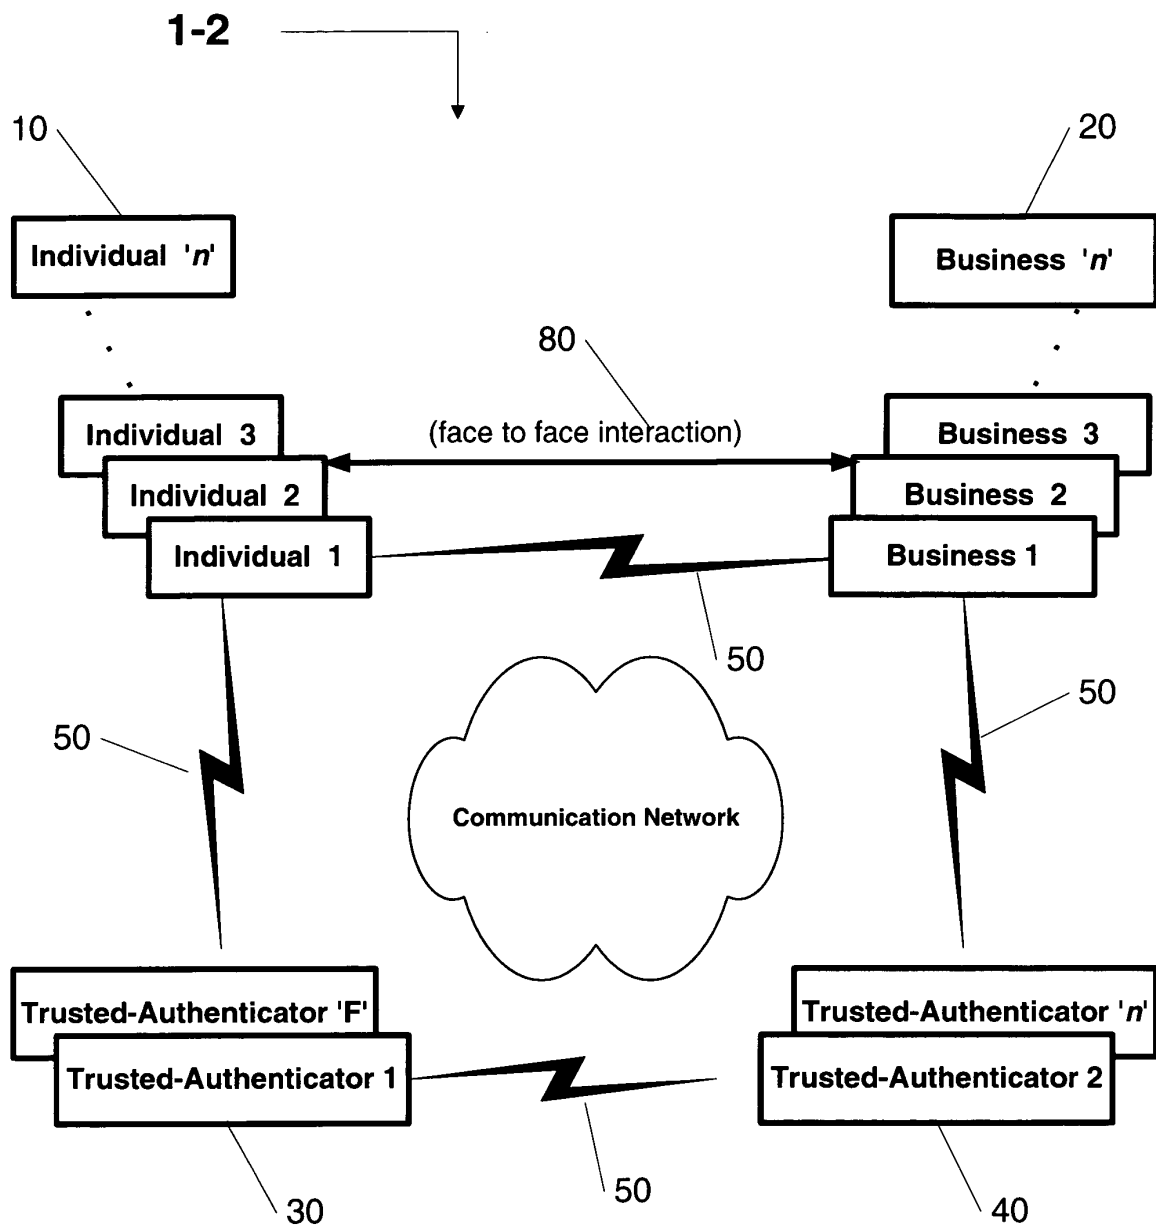 1-2
10
20
Individual 'n'
Business 'n'
80
Individual 3
(face to face interaction)
Business 3
Individual 2
Business 2
Individual 1
Business 1
50
50
50
Communication Network
Trusted-Authenticator 'F'
Trusted-Authenticator 'n'
Trusted-Authenticator 1
Trusted-Authenticator 2
50
30
40